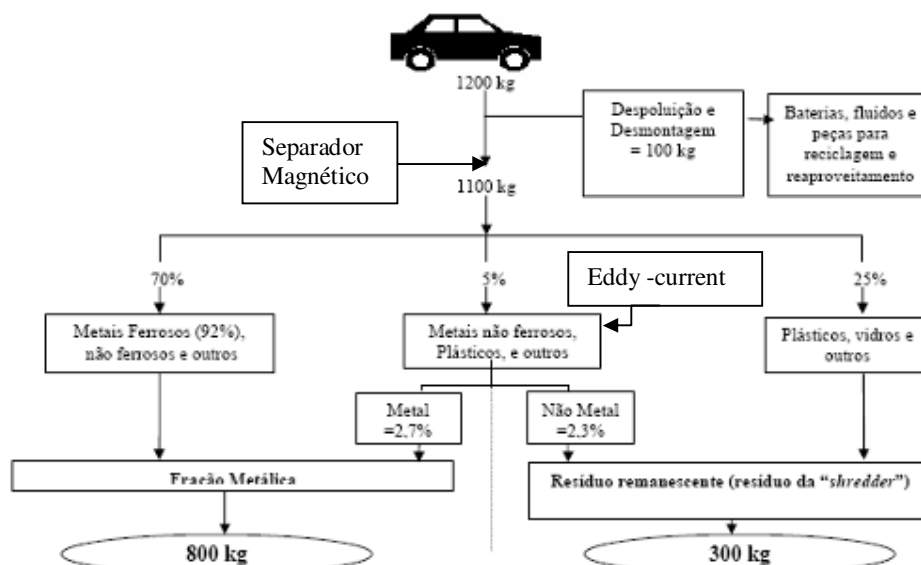 1200 kg
Despoluição e
Desmontagem
= 100 kg
Baterias, fluidos e
peças para
reciclagem e
reaproveitamento
Separador
Magnético
1100 kg
70%
5%
25%
Eddy -current
Metais Ferrosos (92%),
não ferrosos e outros
Metais não ferrosos,
Plásticos, e outros
Plásticos, vidros e
outros
Metal
=2,7%
Não Metal
=2,3%
Fração Metálica
Resíduo remanescente (resíduo da “shredder”)
800 kg
300 kg